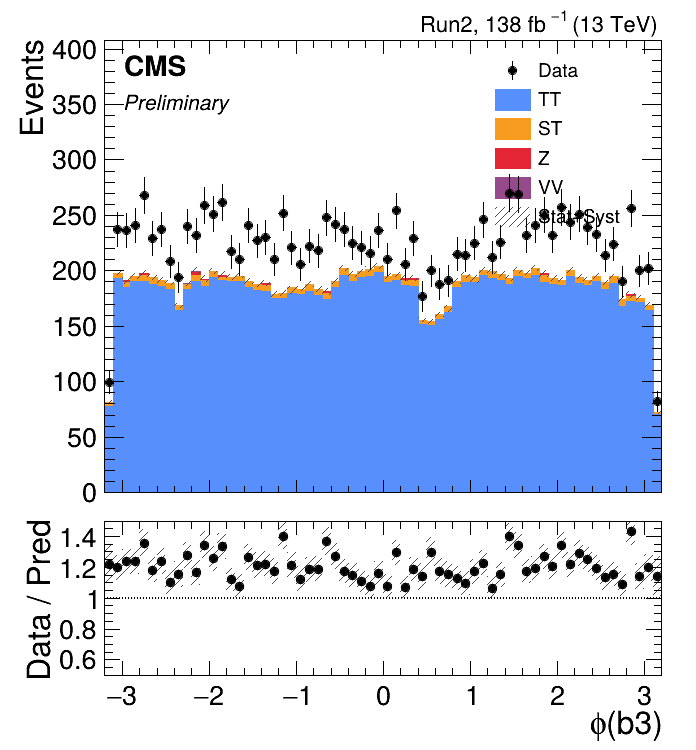 Run2, 138 fb⁻¹ (13 TeV)
Events
400
350
300
250
200
150
100
50
0
CMS
Preliminary
Data
TT
ST
Z
VV
Stat+Syst
Data / Pred
1.4
1.2
1
0.8
0.6
−3 −2 −1 0 1 2 3
ϕ(b3)